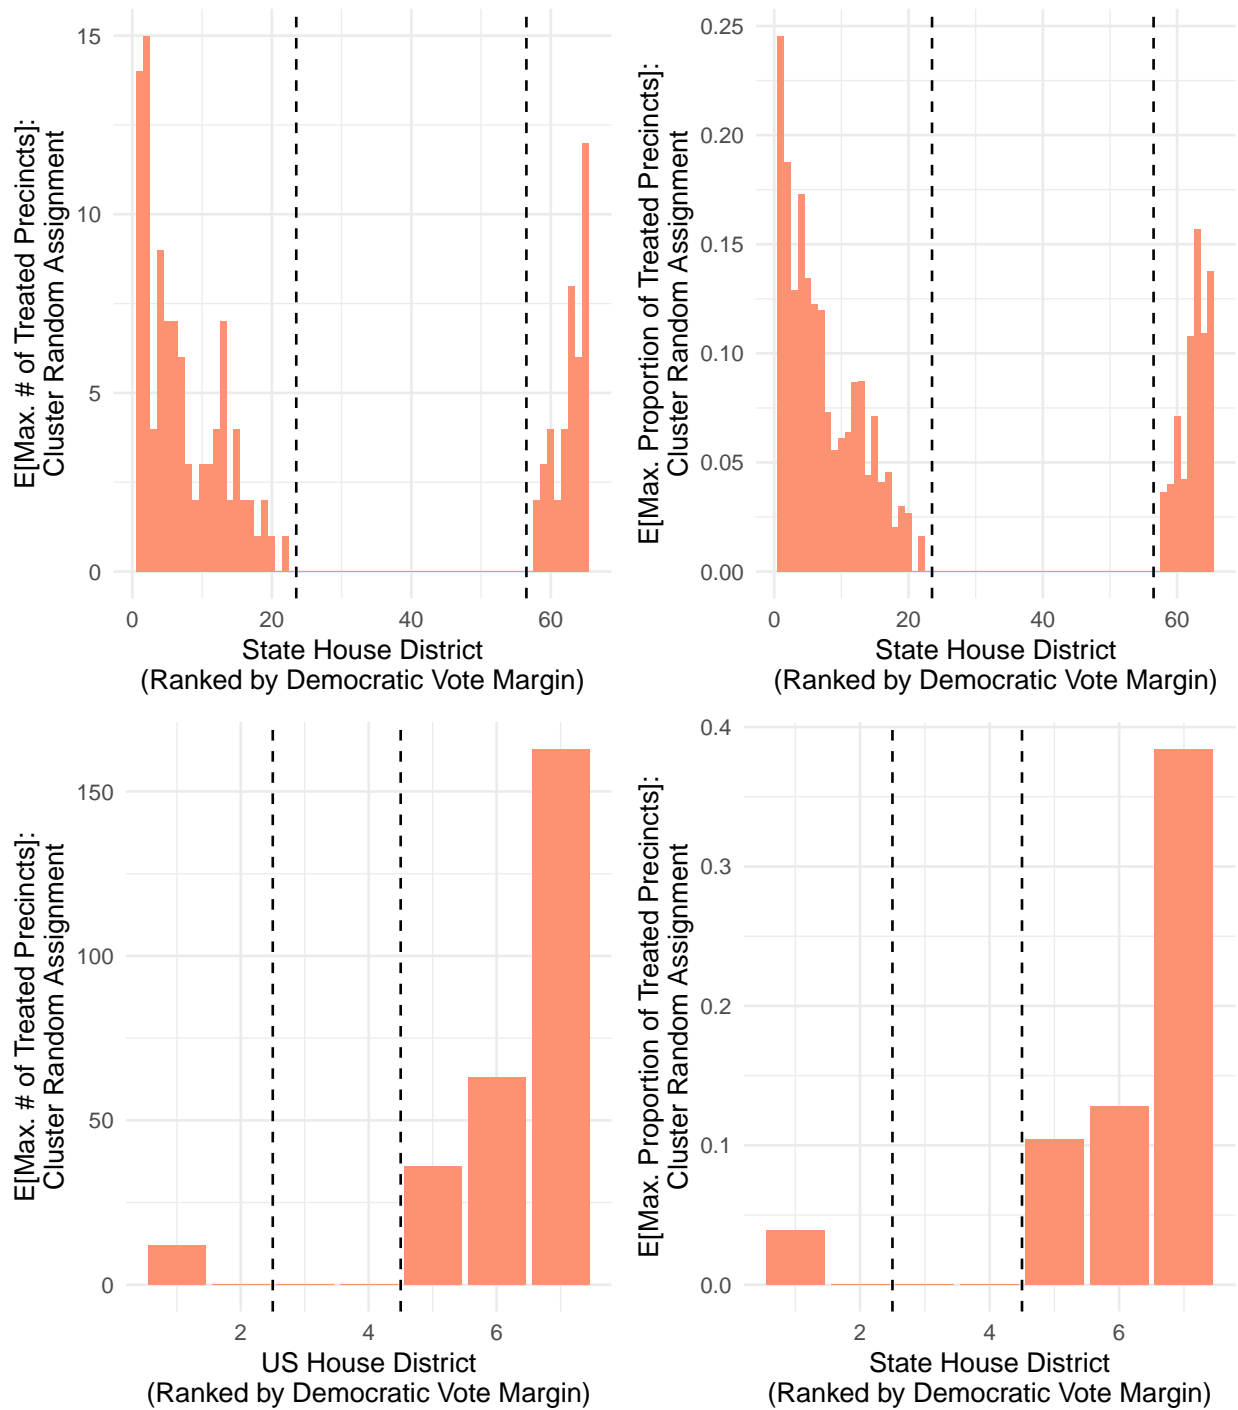 E[Max. # of Treated Precincts]:
Cluster Random Assignment
15
10
5
0
0
20
40
60
State House District
(Ranked by Democratic Vote Margin)
E[Max. Proportion of Treated Precincts]:
Cluster Random Assignment
0.25
0.20
0.15
0.10
0.05
0.00
0
20
40
60
State House District
(Ranked by Democratic Vote Margin)
E[Max. # of Treated Precincts]:
Cluster Random Assignment
150
100
50
0
2
4
6
US House District
(Ranked by Democratic Vote Margin)
E[Max. Proportion of Treated Precincts]:
Cluster Random Assignment
0.4
0.3
0.2
0.1
0.0
2
4
6
State House District
(Ranked by Democratic Vote Margin)